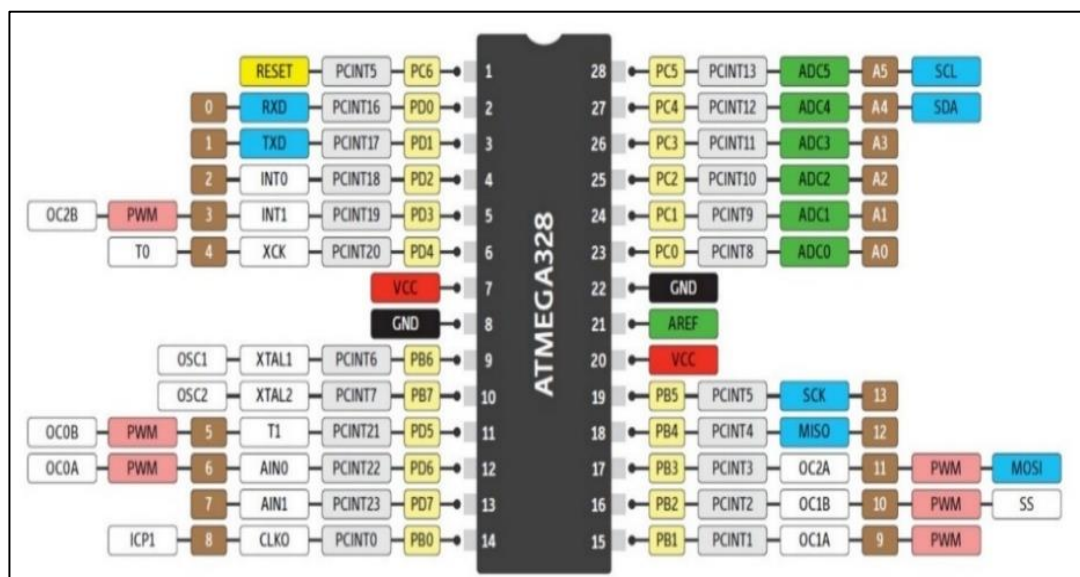 RESET PCINT5 PC6 1 28 PC5 PCINT13 ADC5 A5 SCL
0 RXD PCINT16 PD0 2 27 PC4 PCINT12 ADC4 A4 SDA
1 TXD PCINT17 PD1 3 26 PC3 PCINT11 ADC3 A3
2 INT0 PCINT18 PD2 4 25 PC2 PCINT10 ADC2 A2
OC2B PWM 3 INT1 PCINT19 PD3 5 24 PC1 PCINT9 ADC1 A1
T0 4 XCK PCINT20 PD4 6 23 PC0 PCINT8 ADC0 A0
VCC 7 22 GND
GND 8 21 AREF
OSC1 XTAL1 PCINT6 PB6 9 20 VCC
OSC2 XTAL2 PCINT7 PB7 10 19 PB5 PCINT5 SCK 13
OC0B PWM 5 T1 PCINT21 PD5 11 18 PB4 PCINT4 MISO 12
OC0A PWM 6 AIN0 PCINT22 PD6 12 17 PB3 PCINT3 OC2A 11 PWM MOSI
7 AIN1 PCINT23 PD7 13 16 PB2 PCINT2 OC1B 10 PWM SS
ICP1 8 CLKO PCINT0 PB0 14 15 PB1 PCINT1 OC1A 9 PWM
ATMEGA328